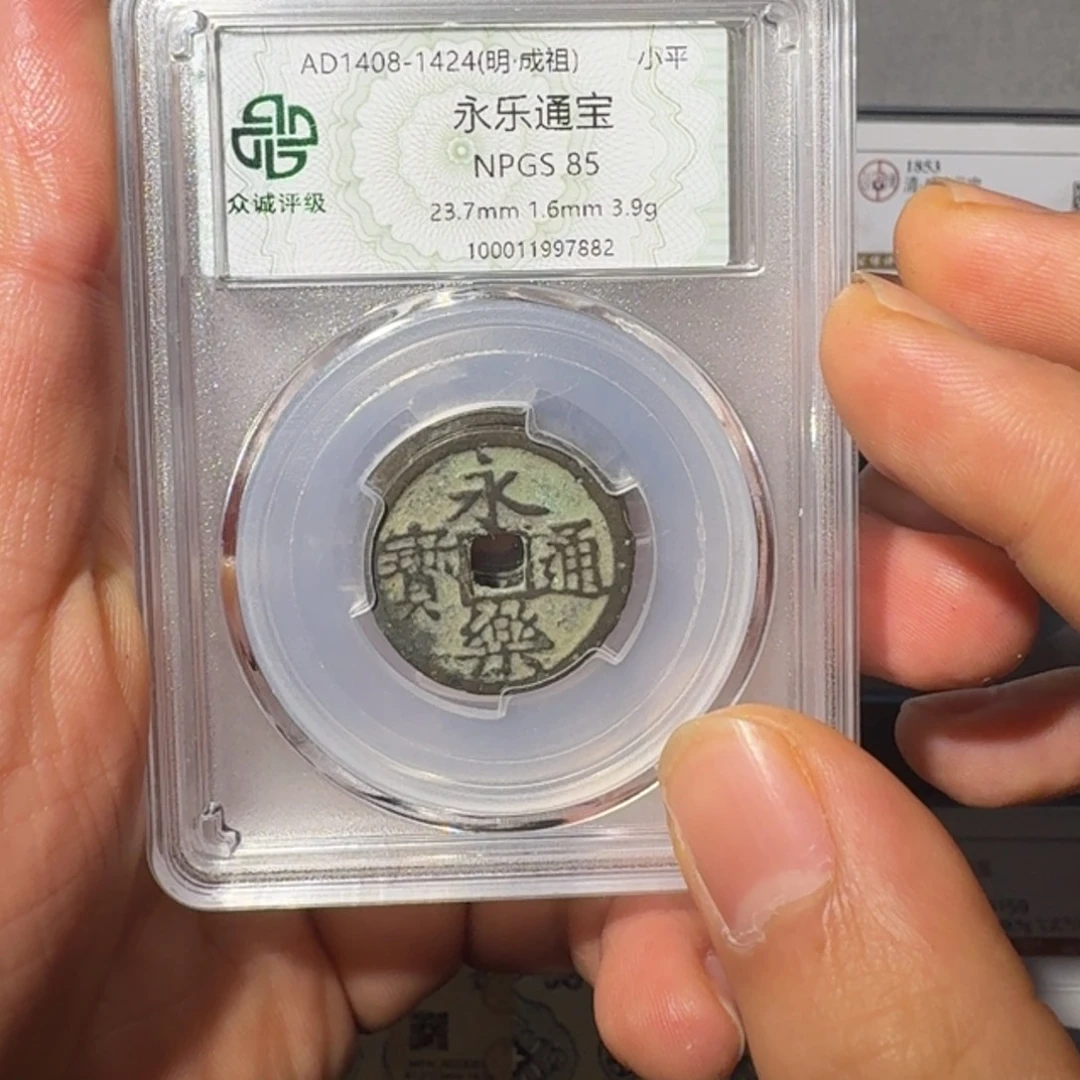 AD1408-1424(明·成祖) 小平
永乐通宝
NPGS 85
23.7mm 1.6mm 3.9g
100011997882
众诚评级
永樂通寶
1853